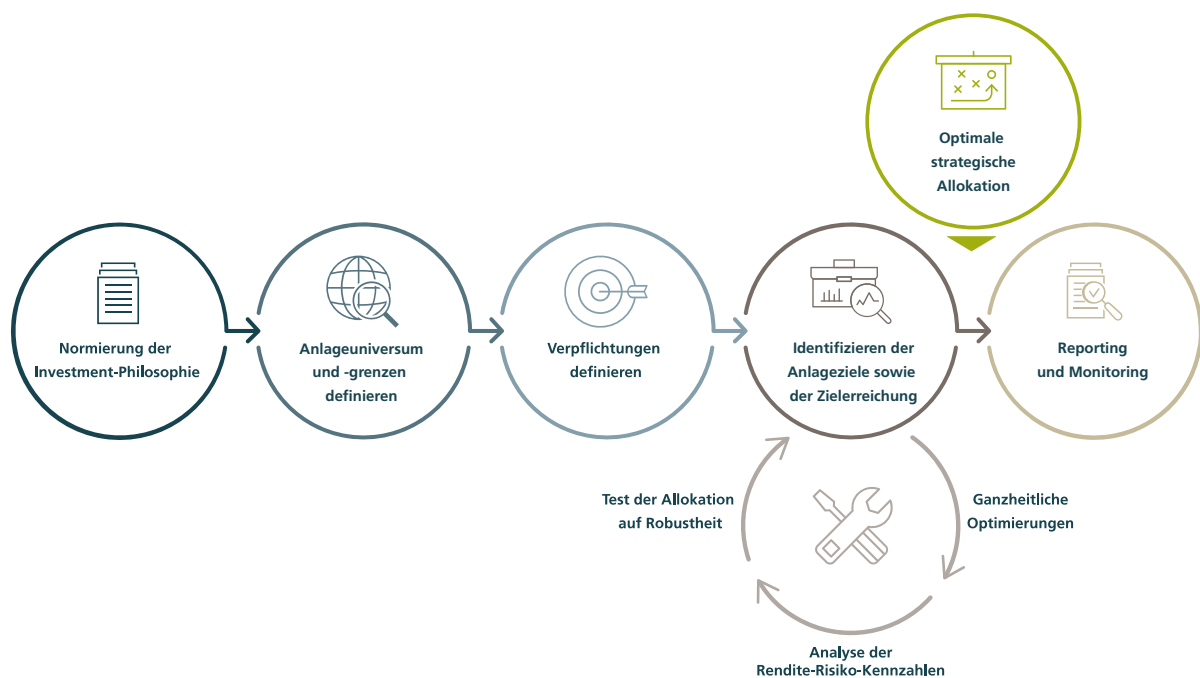 Optimale
strategische
Allokation
Normierung der
Investment-Philosophie
Anlageuniversum
und -grenzen
definieren
Verpflichtungen
definieren
Identifizieren der
Anlageziele sowie
der Zielerreichung
Reporting
und Monitoring
Test der Allokation
auf Robustheit
Ganzheitliche
Optimierungen
Analyse der
Rendite-Risiko-Kennzahlen